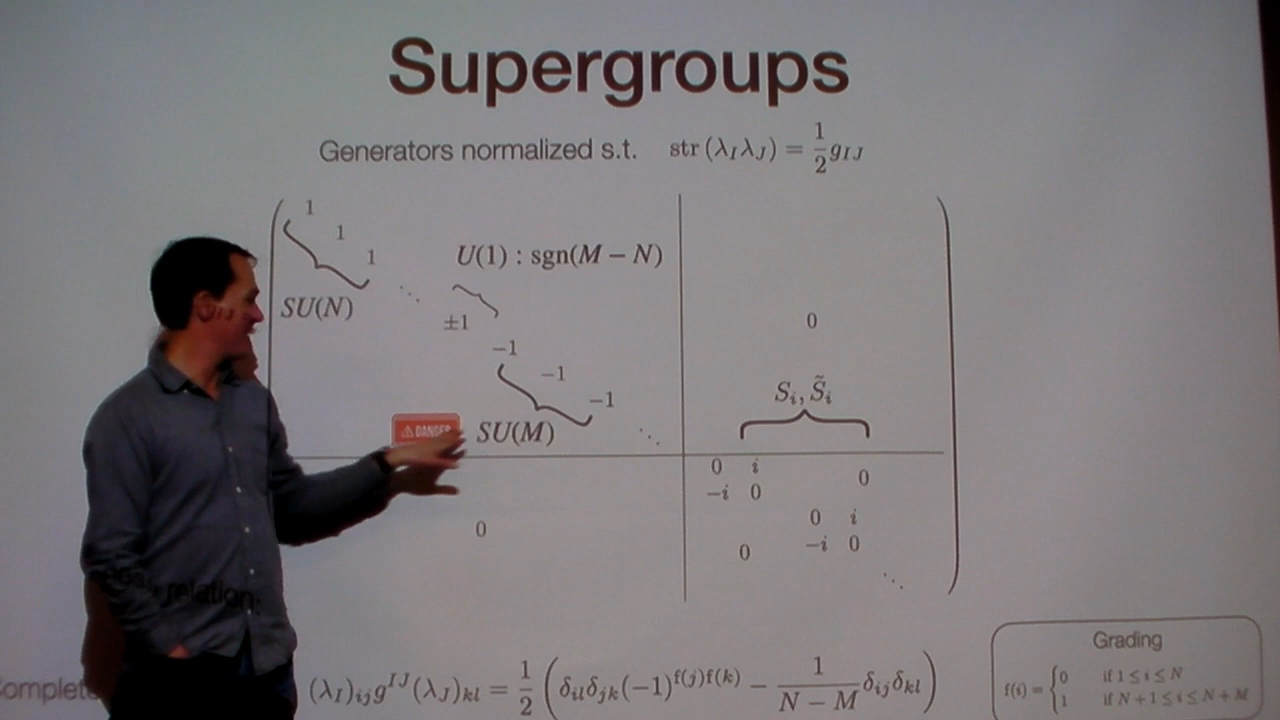 Supergroups
Generators normalized s.t. str (λ_I λ_J) = 1/2 g_{IJ}
1
1
1
SU(N)
⋱
U(1) : sgn(M − N)
±1
−1
−1
−1
SU(M)
⋱
⚠ DANGER
0
S_i, S̃_i
0 i
−i 0
0
0 i
−i 0
0
⋱
0
relation:
(λ_I)_{ij} g^{IJ} (λ_J)_{kl} = 1/2 ( δ_{il} δ_{jk} (−1)^{f(j)f(k)} − 1/(N − M) δ_{ij} δ_{kl} )
Grading
f(i) = { 0 if 1 ≤ i ≤ N
1 if N + 1 ≤ i ≤ N + M